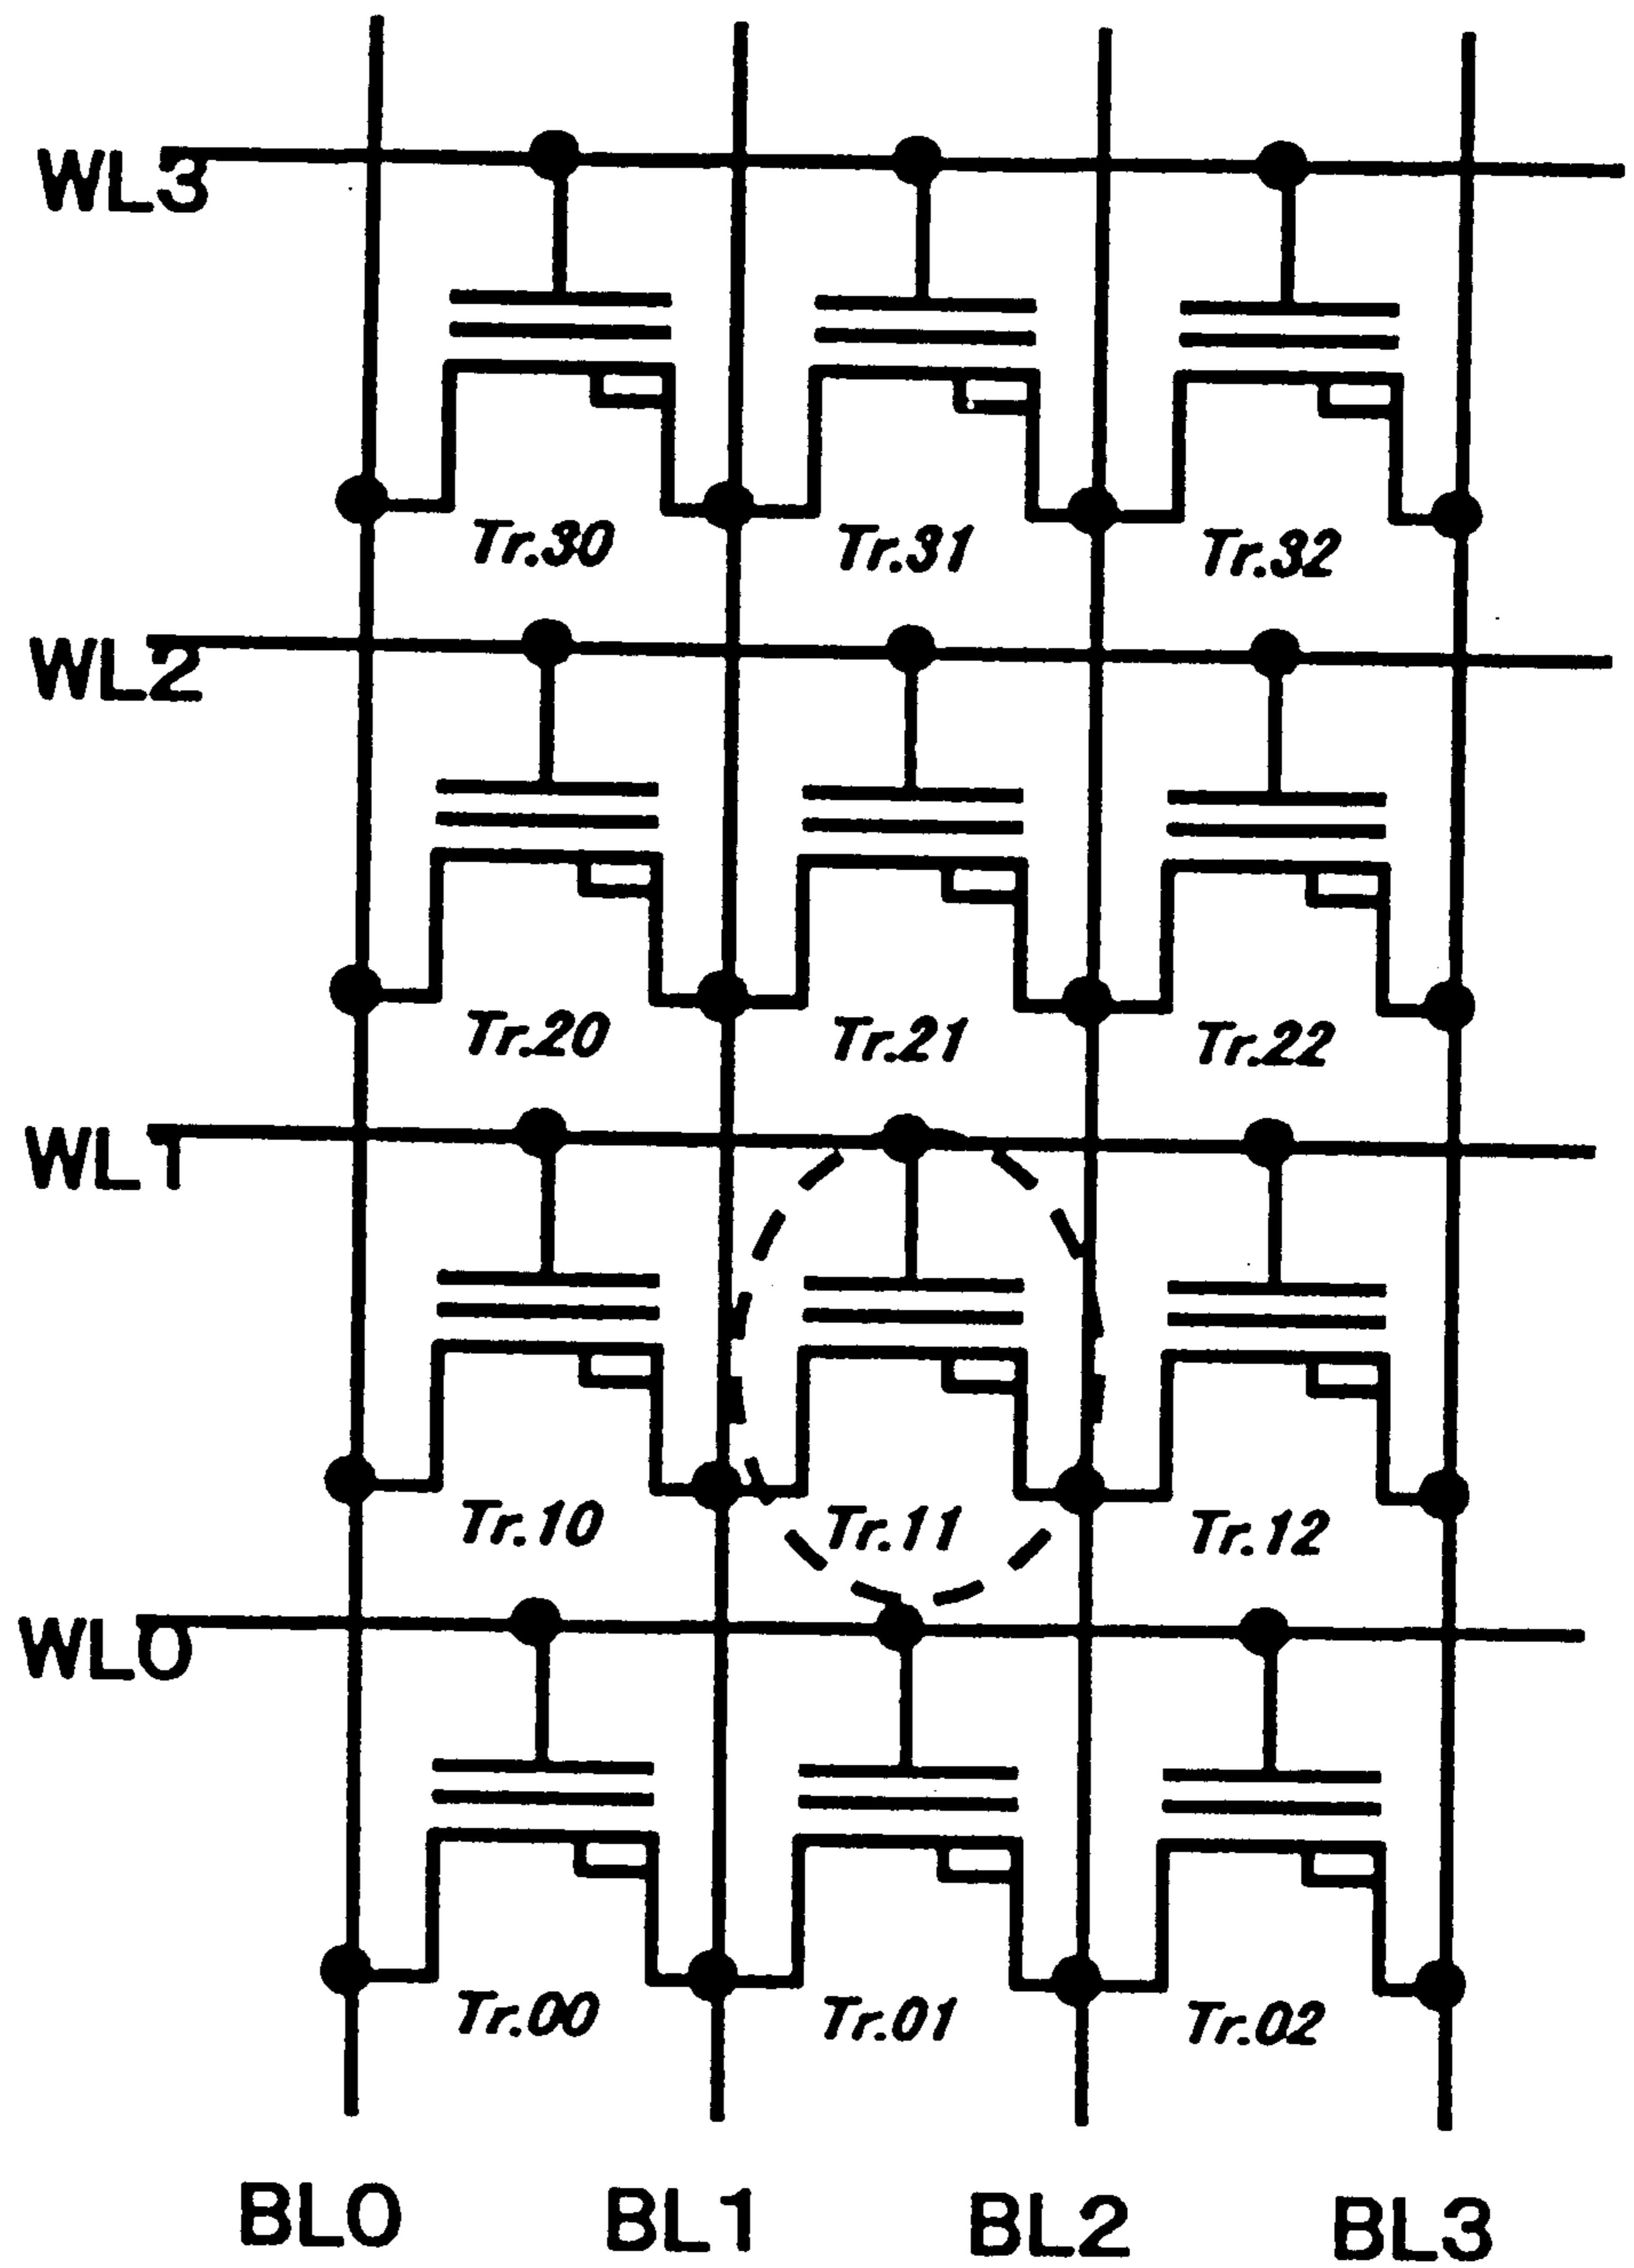 WL3
Tr.30 Tr.31 Tr.32
WL2
Tr.20 Tr.21 Tr.22
WL1
Tr.10 Tr.11 Tr.12
WL0
Tr.00 Tr.01 Tr.02
BL0 BL1 BL2 BL3